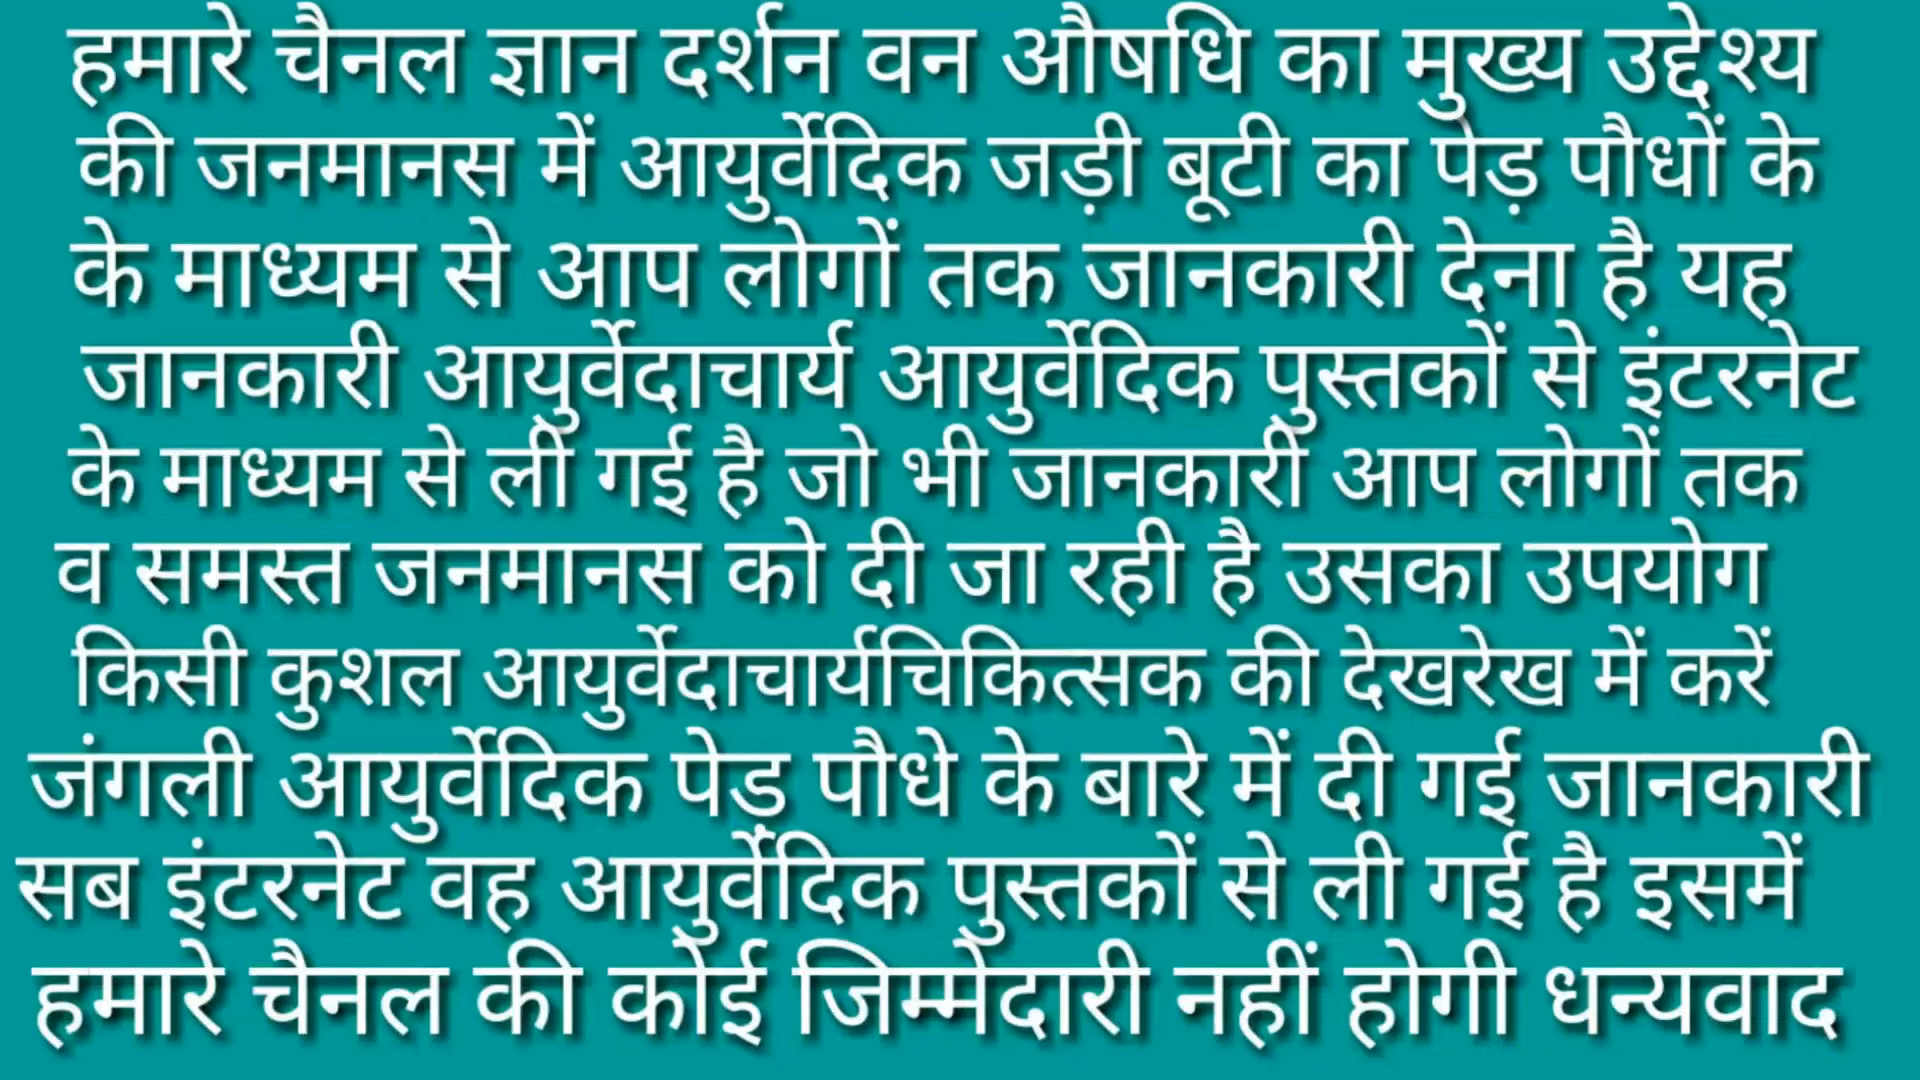 हमारे चैनल ज्ञान दर्शन वन औषधि का मुख्य उद्देश्य
की जनमानस में आयुर्वेदिक जड़ी बूटी का पेड़ पौधों के
के माध्यम से आप लोगों तक जानकारी देना है यह
जानकारी आयुर्वेदाचार्य आयुर्वेदिक पुस्तकों से इंटरनेट
के माध्यम से ली गई है जो भी जानकारी आप लोगों तक
व समस्त जनमानस को दी जा रही है उसका उपयोग
किसी कुशल आयुर्वेदाचार्यचिकित्सक की देखरेख में करें
जंगली आयुर्वेदिक पेड़ पौधे के बारे में दी गई जानकारी
सब इंटरनेट वह आयुर्वेदिक पुस्तकों से ली गई है इसमें
हमारे चैनल की कोई जिम्मेदारी नहीं होगी धन्यवाद